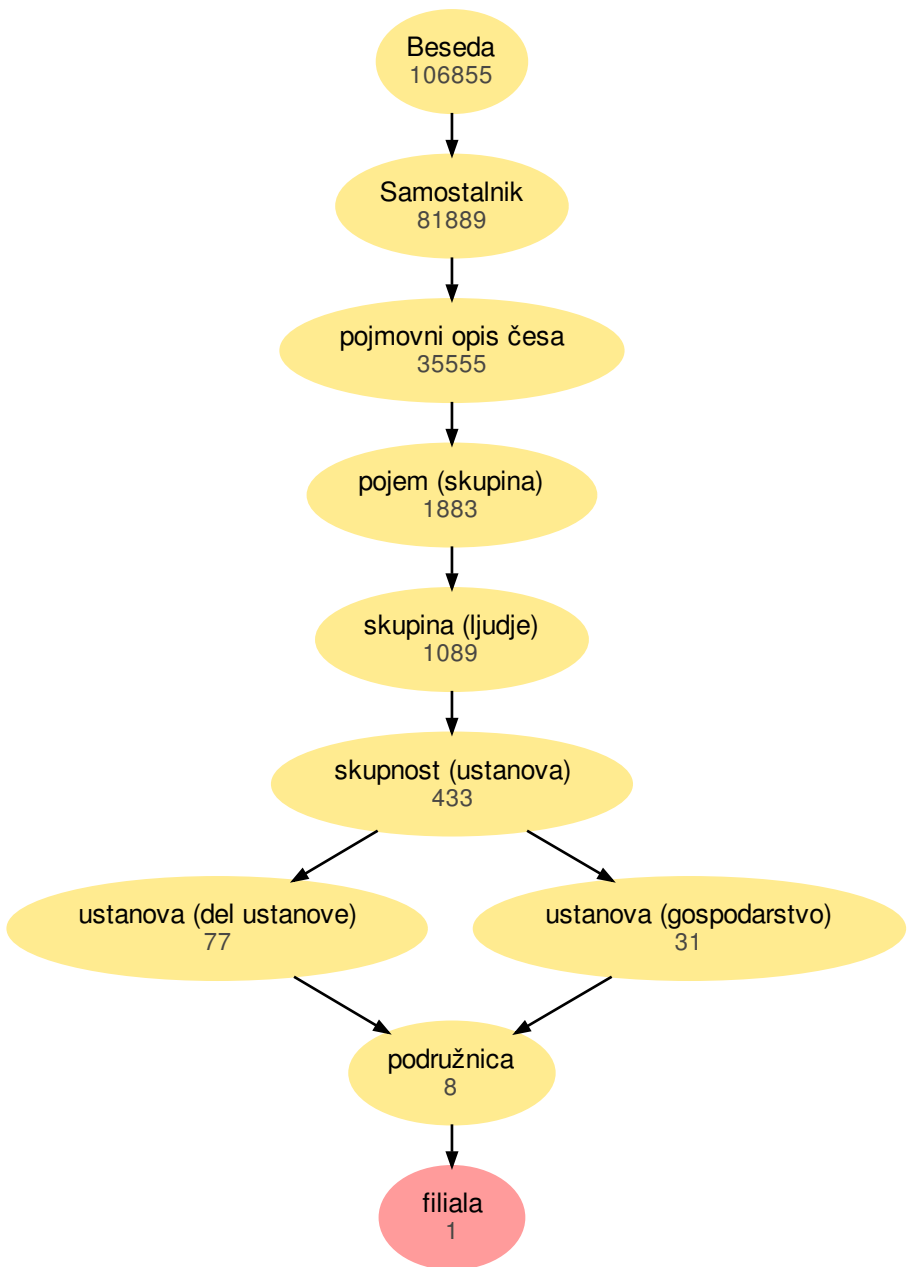 Beseda
106855
Samostalnik
81889
pojmovni opis česa
35555
pojem (skupina)
1883
skupina (ljudje)
1089
skupnost (ustanova)
433
ustanova (del ustanove)
77
ustanova (gospodarstvo)
31
podružnica
8
filiala
1